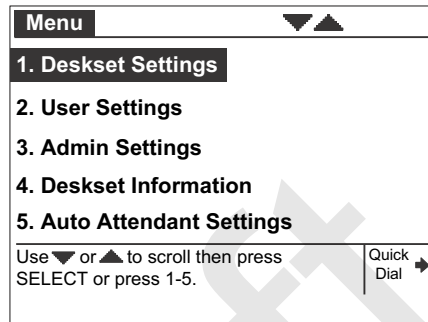 Menu ▼▲
1. Deskset Settings
2. User Settings
3. Admin Settings
4. Deskset Information
5. Auto Attendant Settings
Use ▼ or ▲ to scroll then press
SELECT or press 1-5.
Quick
Dial